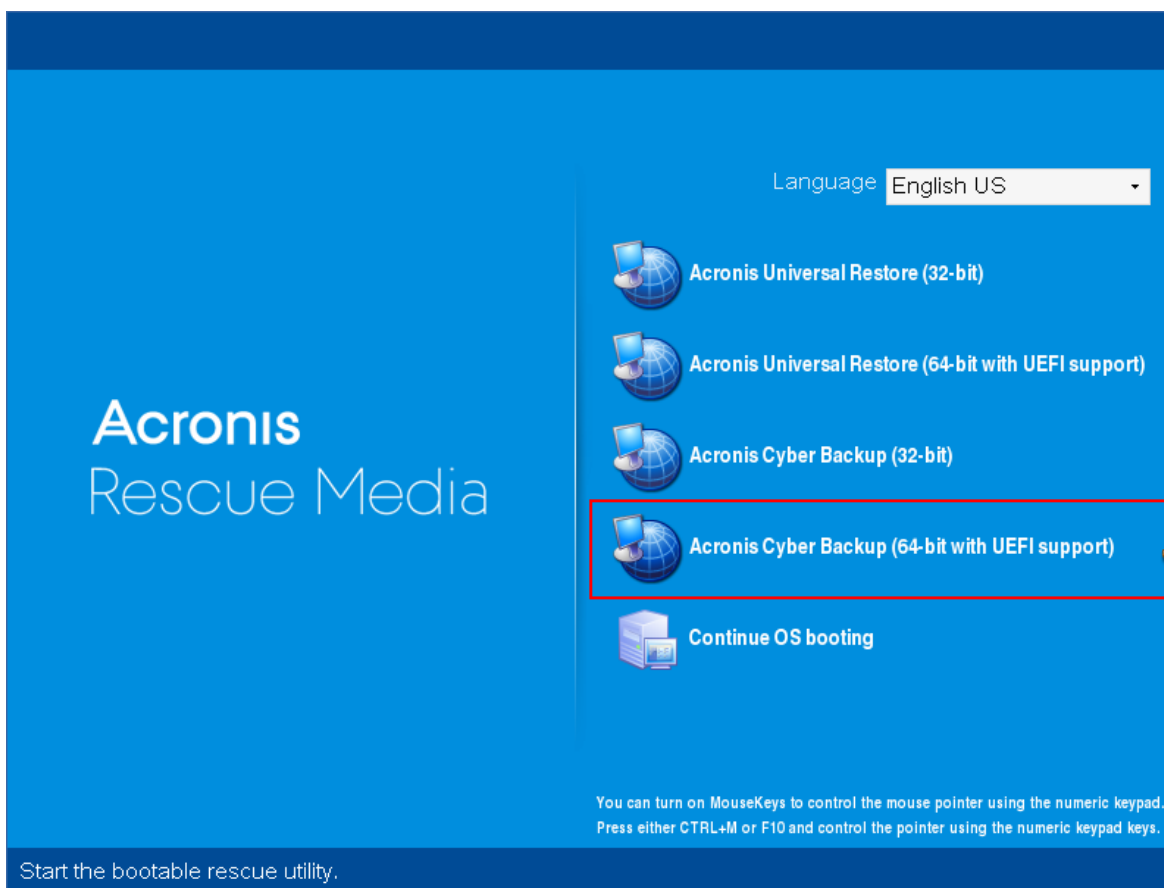 Language English US
Acronis Universal Restore (32-bit)
Acronis Universal Restore (64-bit with UEFI support)
Acronis
Rescue Media
Acronis Cyber Backup (32-bit)
Acronis Cyber Backup (64-bit with UEFI support)
Continue OS booting
You can turn on MouseKeys to control the mouse pointer using the numeric keypad.
Press either CTRL+M or F10 and control the pointer using the numeric keypad keys.
Start the bootable rescue utility.